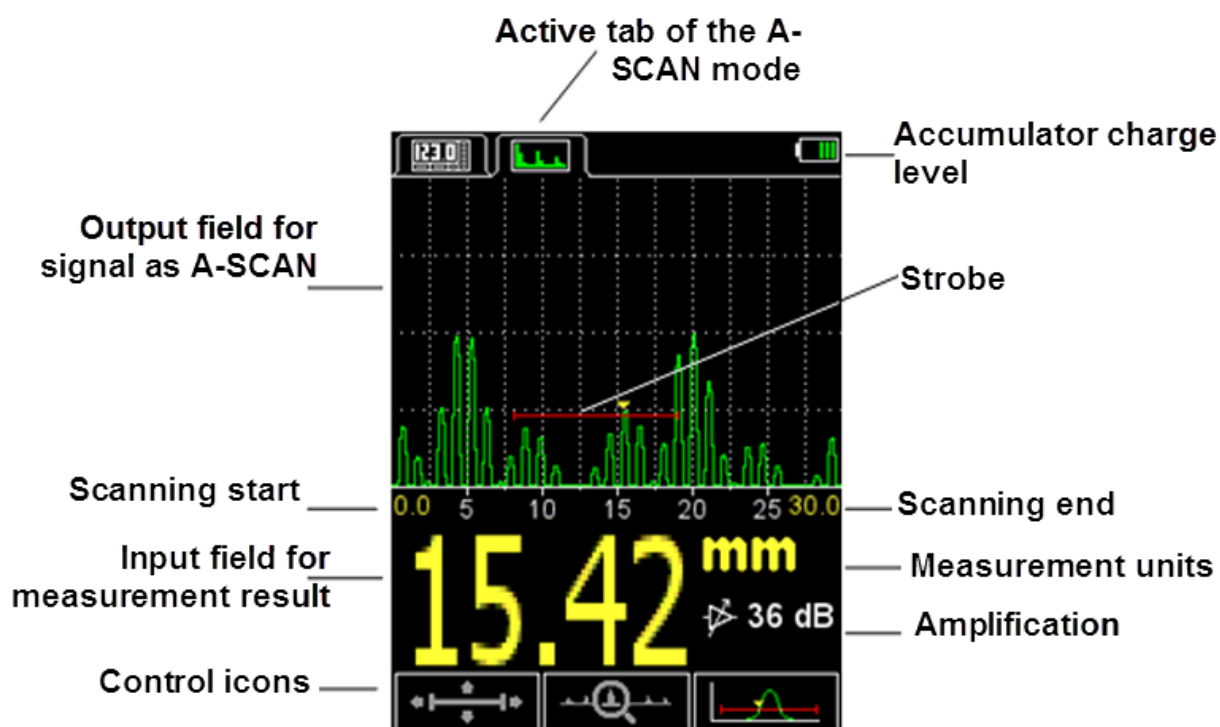 Active tab of the A-
SCAN mode
123.0
Accumulator charge
level
Output field for
signal as A-SCAN
Strobe
Scanning start
0.0 5 10 15 20 25 30.0
Scanning end
Input field for
measurement result
15.42
mm
Measurement units
36 dB
Amplification
Control icons